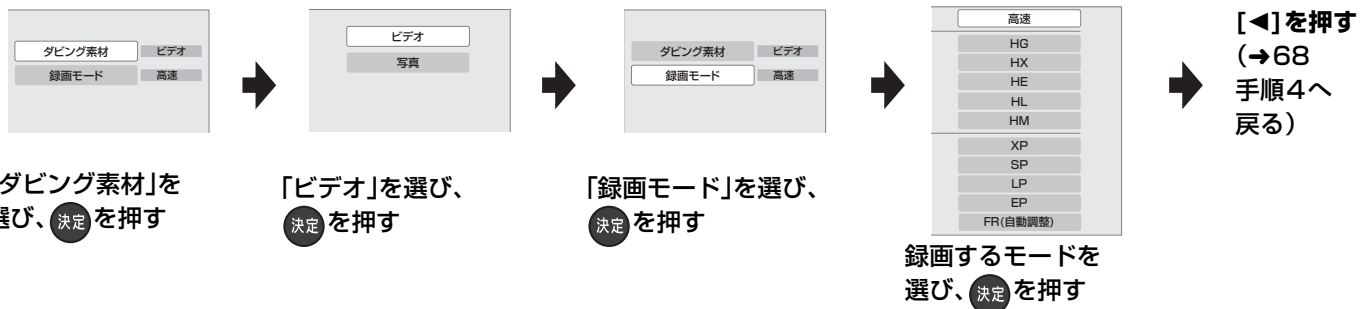 ダビング素材 ビデオ
録画モード 高速
ダビング素材」を
選び、決定を押す
ビデオ
写真
「ビデオ」を選び、
決定を押す
ダビング素材 ビデオ
録画モード 高速
「録画モード」を選び、
決定を押す
高速
HG
HX
HE
HL
HM
XP
SP
LP
EP
FR(自動調整)
録画するモードを
選び、決定を押す
[◀]を押す
(➜68
手順4へ
戻る)